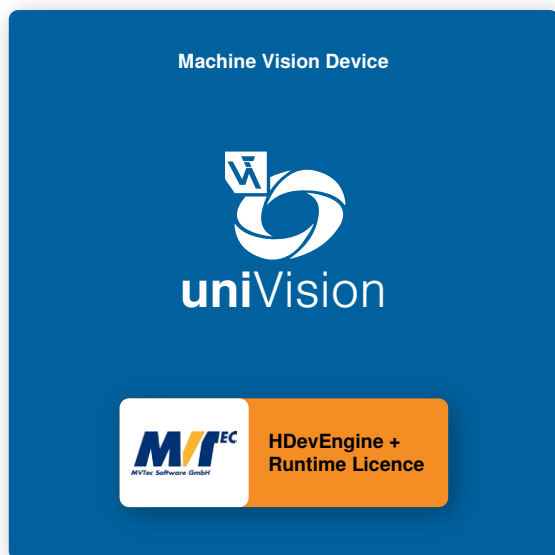 Machine Vision Device
uniVision
MVTEC
MVTec Software GmbH
HDevEngine +
Runtime Licence